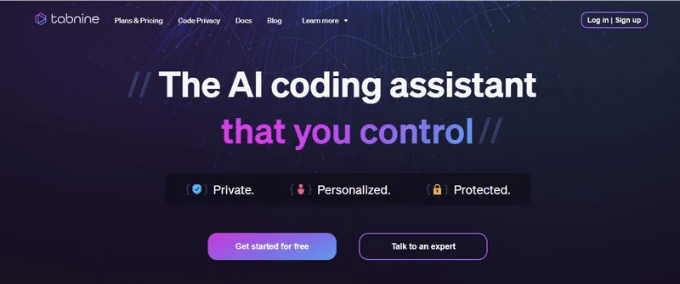 tabnine Plans & Pricing Code Privacy Docs Blog Learn more Log in | Sign up
// The AI coding assistant
that you control //
{ } Private. { } Personalized. { } Protected.
Get started for free Talk to an expert